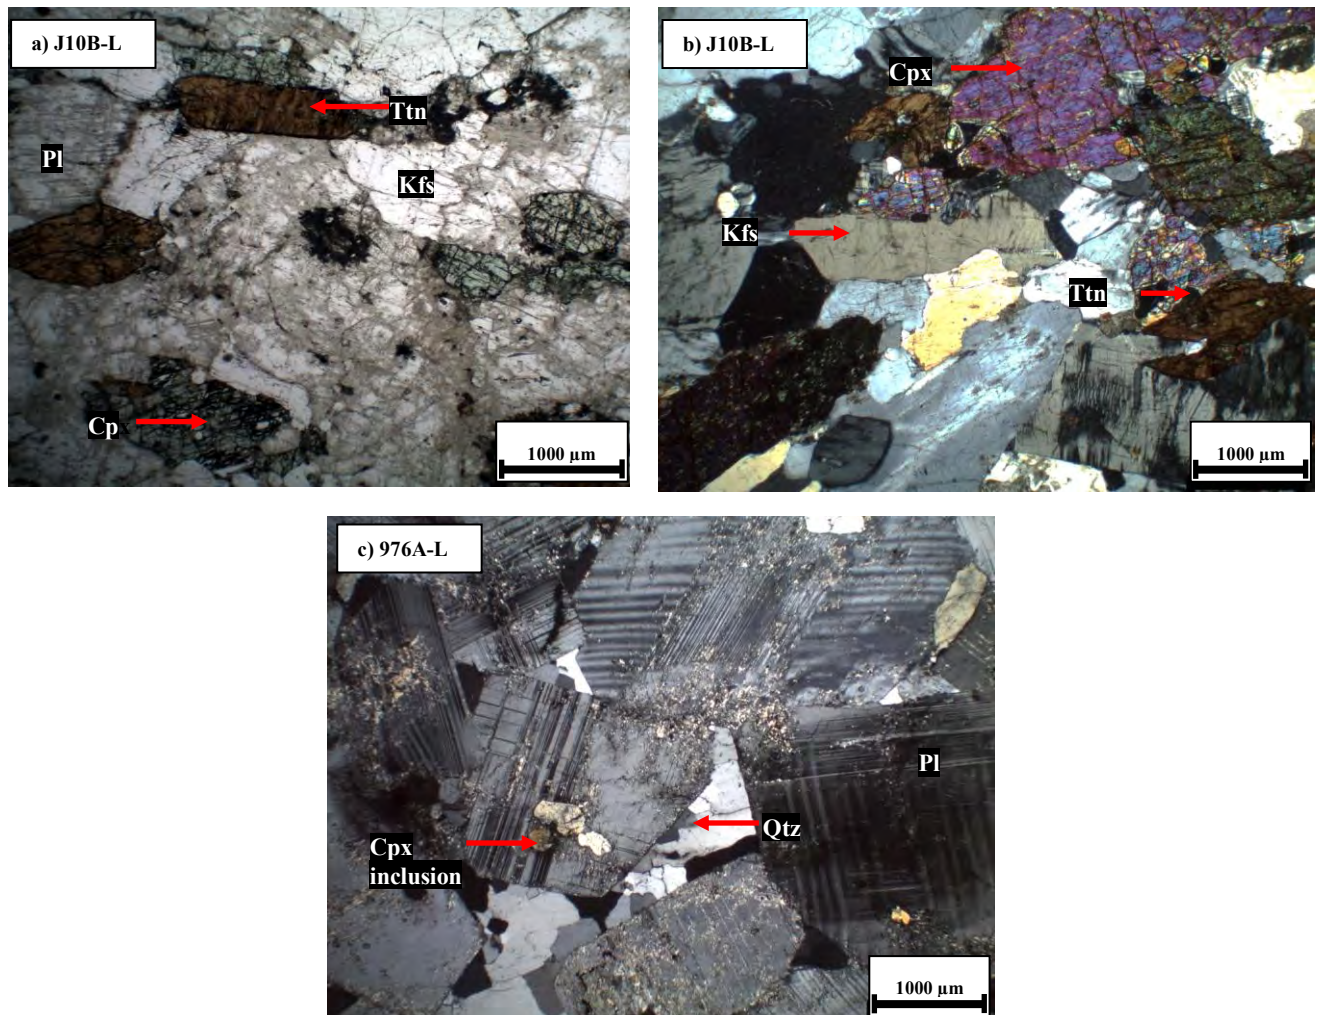 a) J10B-L
Ttn
Pl
Kfs
Cp
1000 µm
b) J10B-L
Cpx
Kfs
Ttn
1000 µm
c) 976A-L
Pl
Qtz
Cpx
inclusion
1000 µm